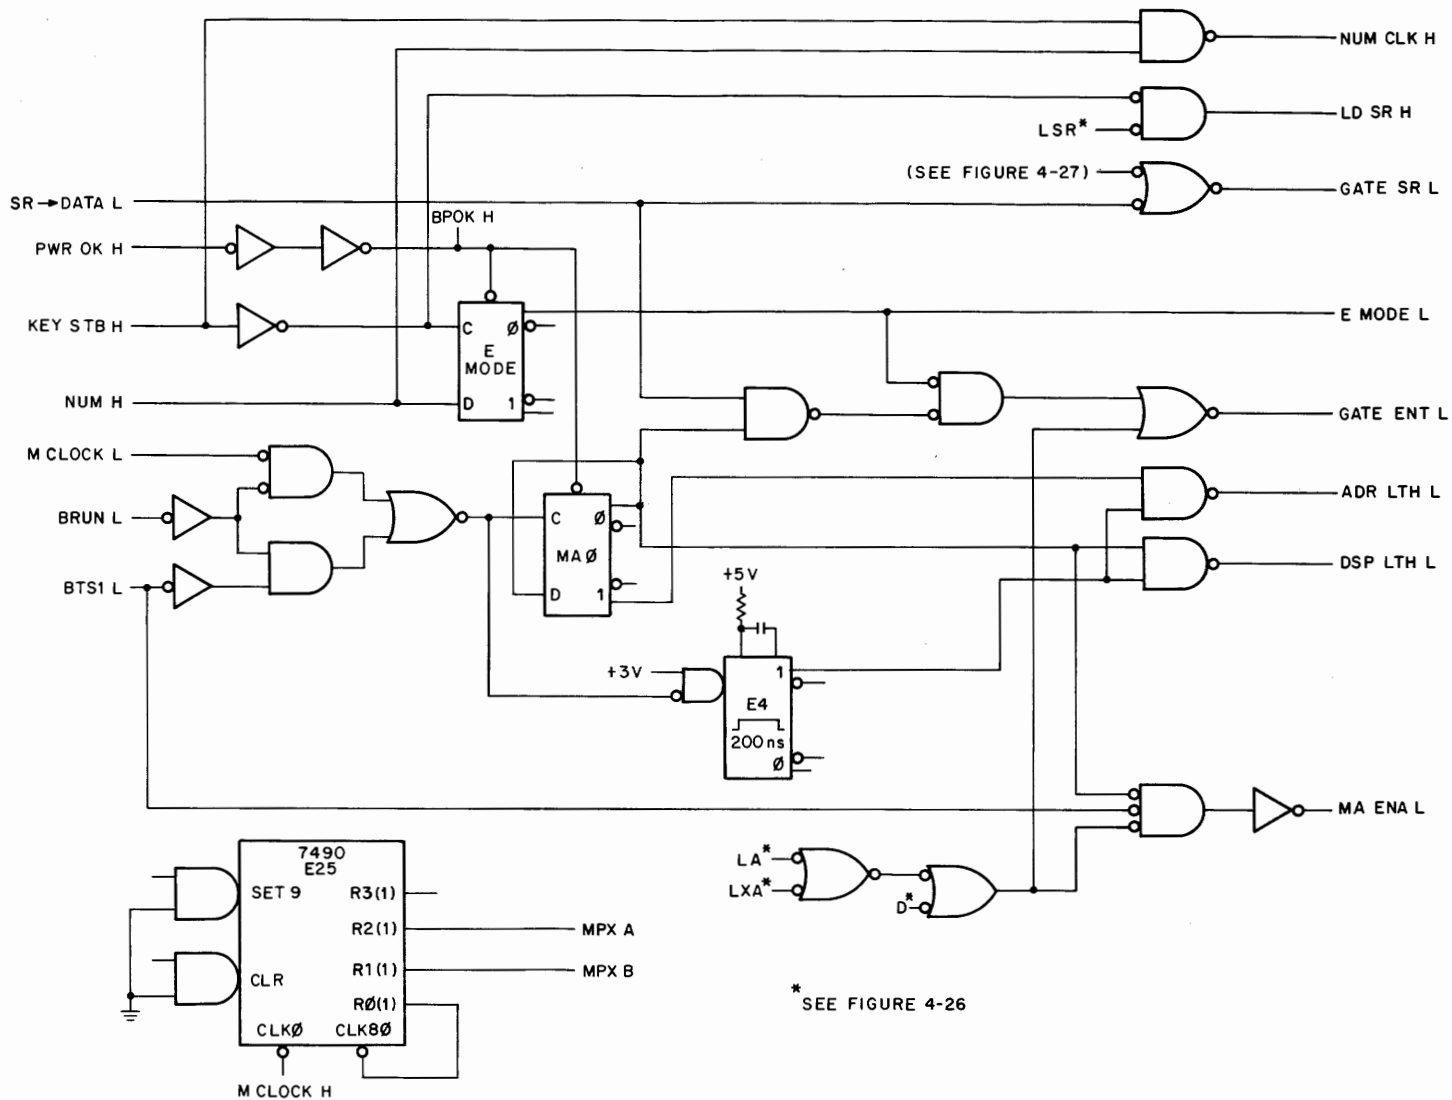 NUM CLK H
LD SR H
LSR*
(SEE FIGURE 4-27)
GATE SR L
SR→DATA L
BPOK H
PWR OK H
KEY STB H
C
Ø
E
MODE
D
1
E MODE L
NUM H
GATE ENT L
M CLOCK L
ADR LTH L
BRUN L
C
Ø
MA Ø
D
1
DSP LTH L
BTS1 L
+5V
+3V
1
E4
200 ns
Ø
MA ENA L
7490
E25
SET 9
R3(1)
R2(1)
MPX A
CLR
R1(1)
MPX B
RØ(1)
CLKØ
CLK8Ø
M CLOCK H
LA*
LXA*
D*
*SEE FIGURE 4-26